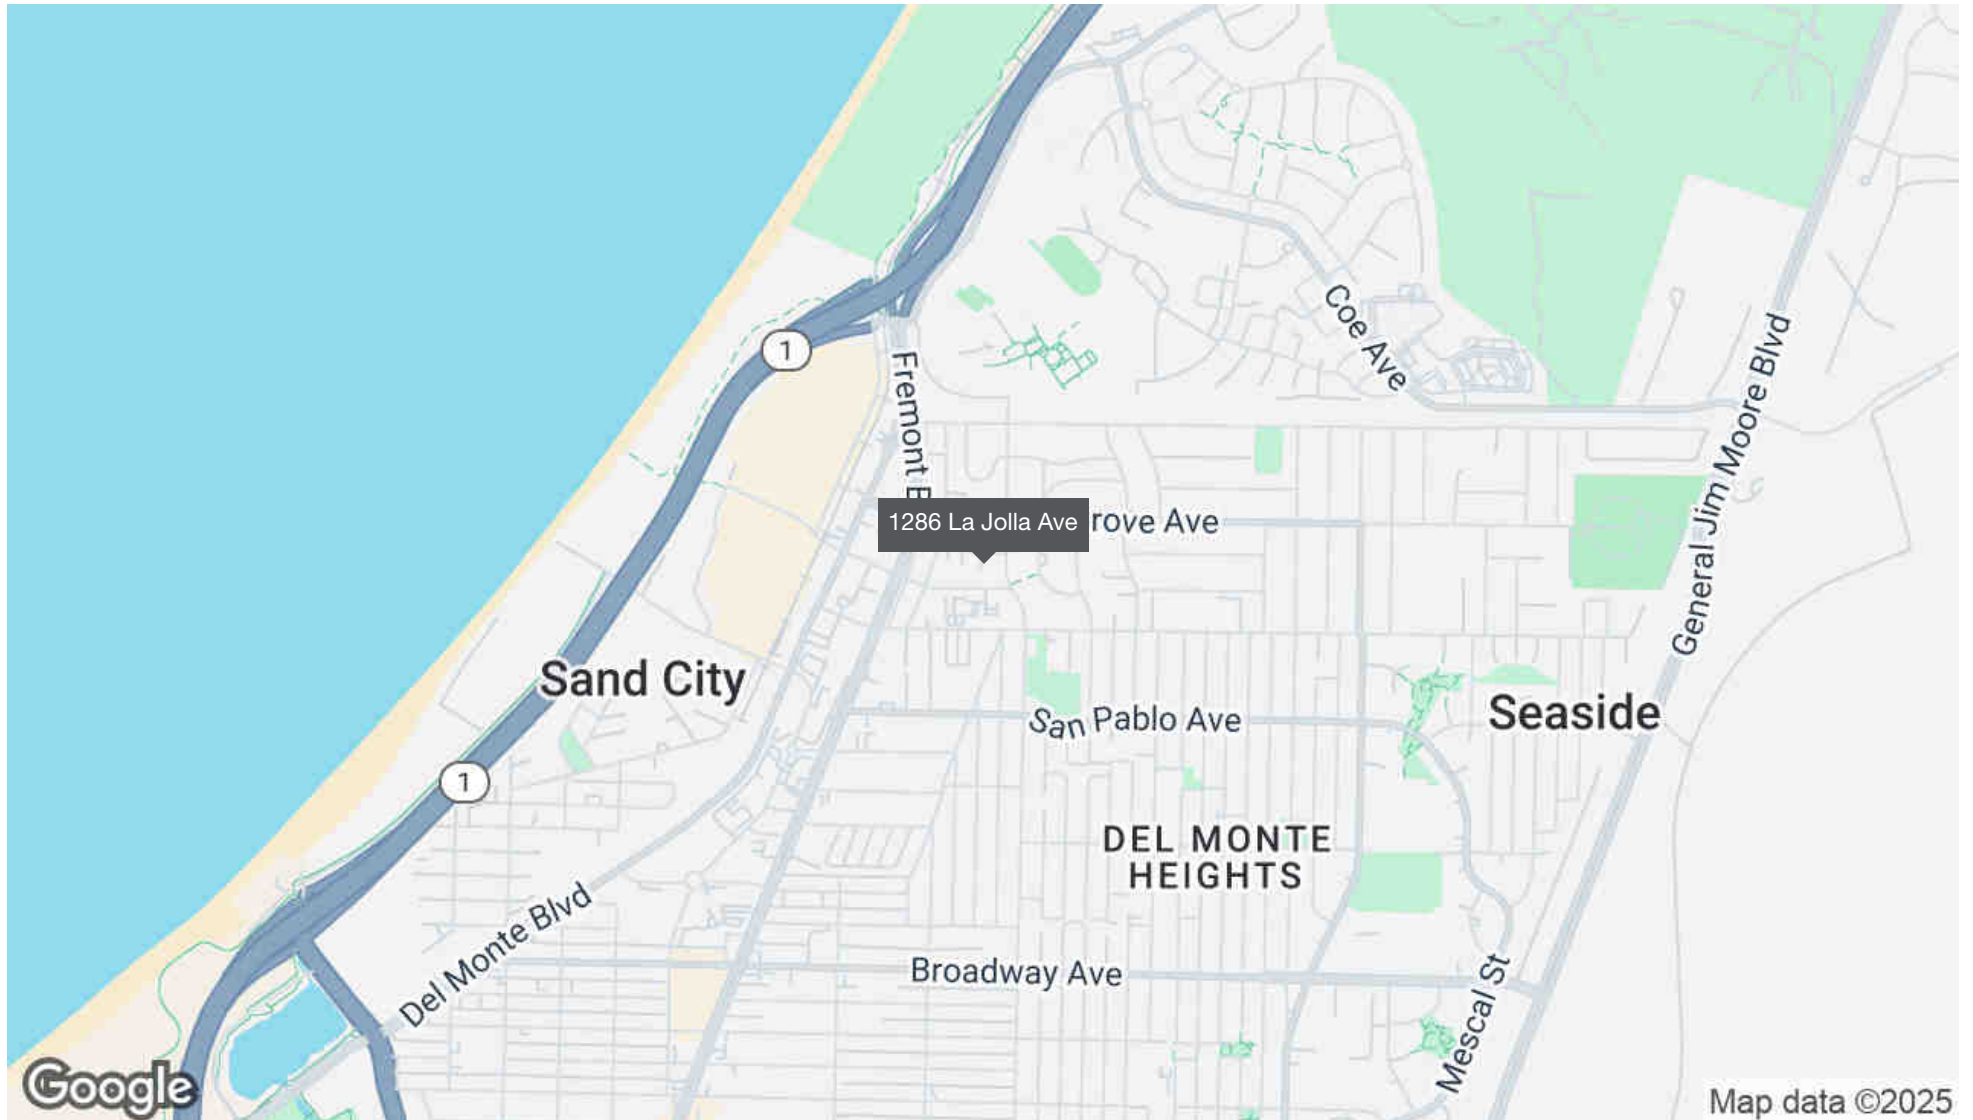 Coe Ave
1
Fremont B
1286 La Jolla Ave
rove Ave
General Jim Moore Blvd
Sand City
Seaside
San Pablo Ave
1
DEL MONTE
HEIGHTS
Del Monte Blvd
Broadway Ave
Mescal St
Google
Map data ©2025